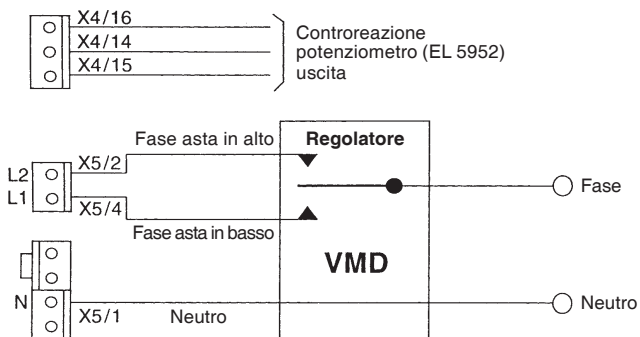 X4/16
X4/14
X4/15
Controreazione
potenziometro (EL 5952)
uscita
Fase asta in alto
Regolatore
L2
X5/2
Fase
L1
X5/4
Fase asta in basso
VMD
N
X5/1
Neutro
Neutro